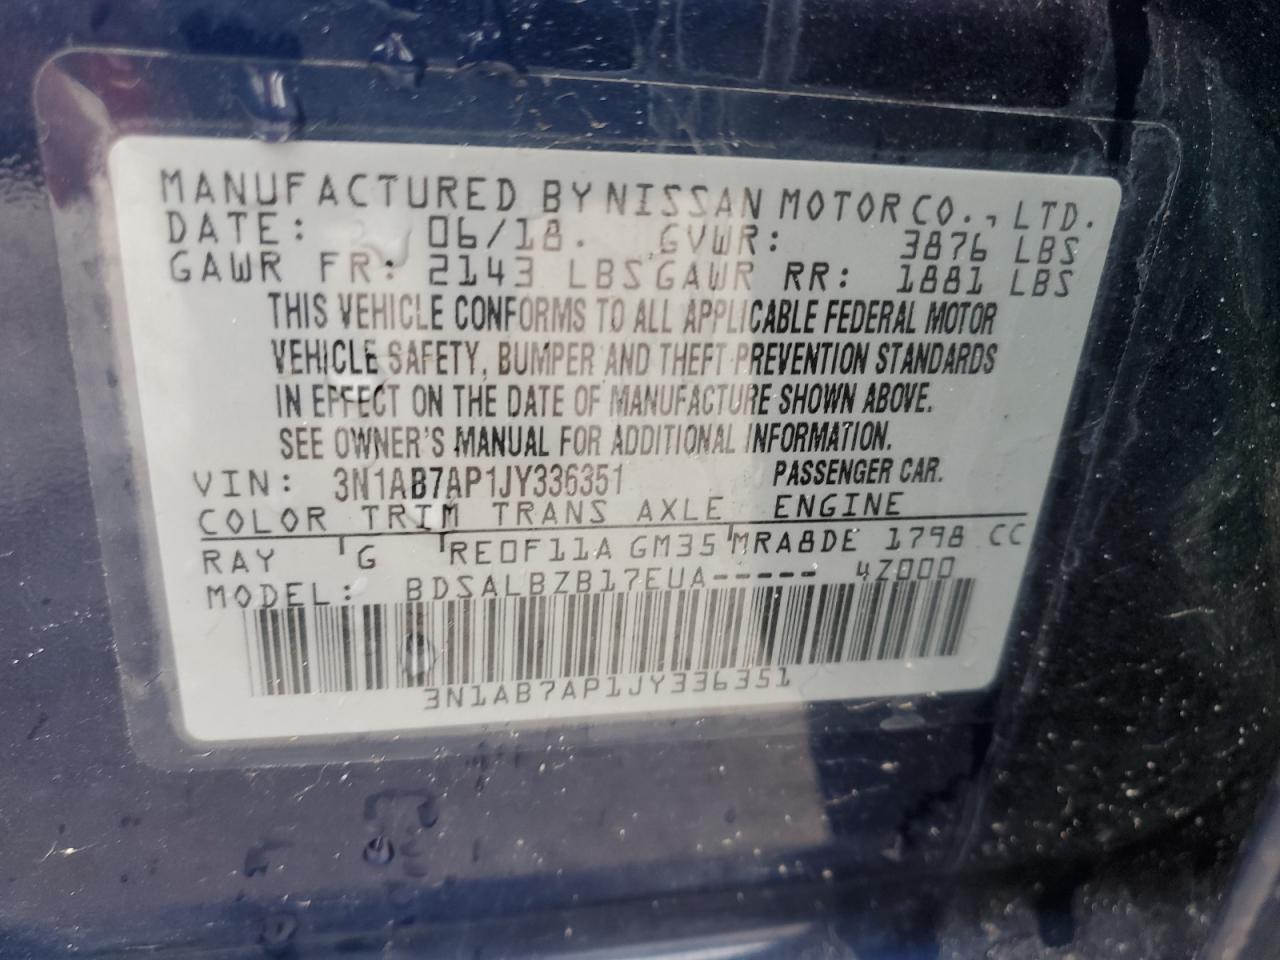 MANUFACTURED BY NISSAN MOTOR CO., LTD.
DATE: 06/18. GVWR: 3876 LBS
GAWR FR: 2143 LBS GAWR RR: 1881 LBS
THIS VEHICLE CONFORMS TO ALL APPLICABLE FEDERAL MOTOR
VEHICLE SAFETY, BUMPER AND THEFT PREVENTION STANDARDS
IN EFFECT ON THE DATE OF MANUFACTURE SHOWN ABOVE.
SEE OWNER'S MANUAL FOR ADDITIONAL INFORMATION.
VIN: 3N1AB7AP1JY336351 PASSENGER CAR.
COLOR TRIM TRANS AXLE ENGINE
RAY G RE0F11A GM35 MRA8DE 1798 CC
MODEL: BDSALBZB17EUA----- 4Z000
3N1AB7AP1JY336351